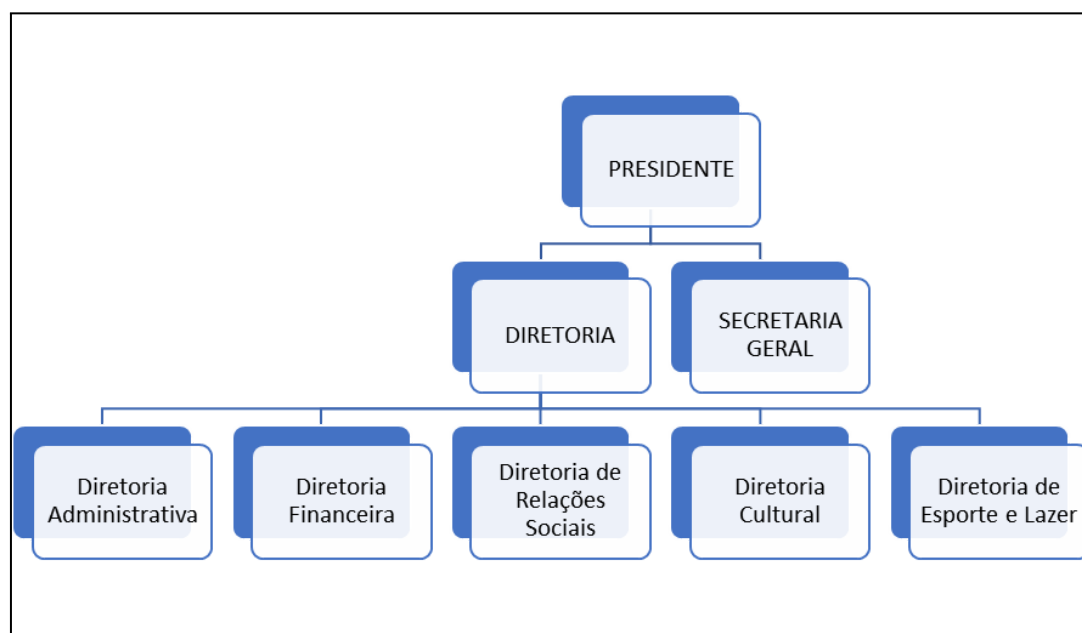 PRESIDENTE
DIRETORIA
SECRETARIA
GERAL
Diretoria
Administrativa
Diretoria
Financeira
Diretoria de
Relações
Sociais
Diretoria
Cultural
Diretoria de
Esporte e Lazer